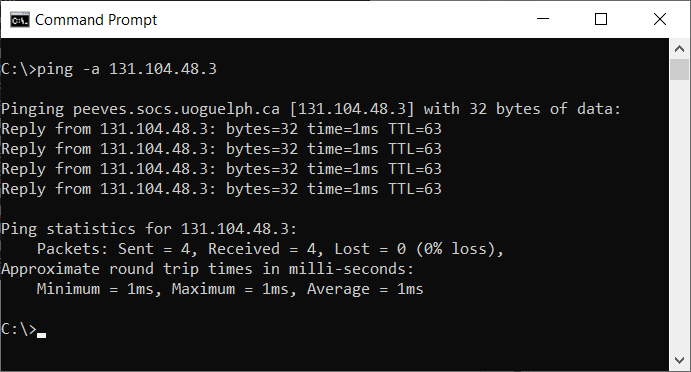 Command Prompt
C:\>ping -a 131.104.48.3
Pinging peeves.socs.uoguelph.ca [131.104.48.3] with 32 bytes of data:
Reply from 131.104.48.3: bytes=32 time=1ms TTL=63
Reply from 131.104.48.3: bytes=32 time=1ms TTL=63
Reply from 131.104.48.3: bytes=32 time=1ms TTL=63
Reply from 131.104.48.3: bytes=32 time=1ms TTL=63
Ping statistics for 131.104.48.3:
    Packets: Sent = 4, Received = 4, Lost = 0 (0% loss),
Approximate round trip times in milli-seconds:
    Minimum = 1ms, Maximum = 1ms, Average = 1ms
C:\>